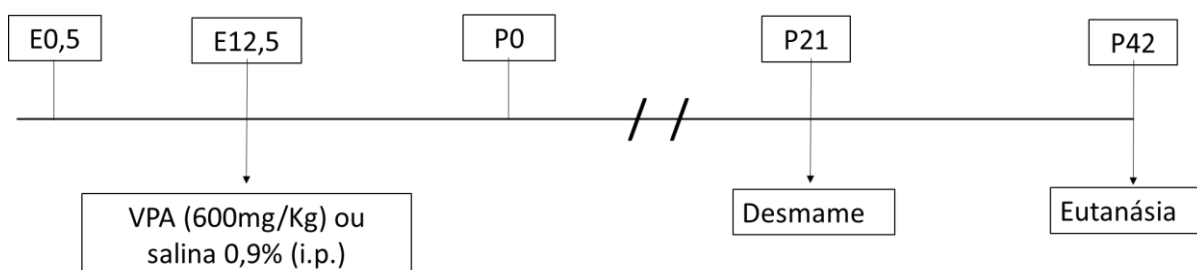 E0,5
E12,5
P0
P21
P42
VPA (600mg/Kg) ou
salina 0,9% (i.p.)
Desmame
Eutanásia